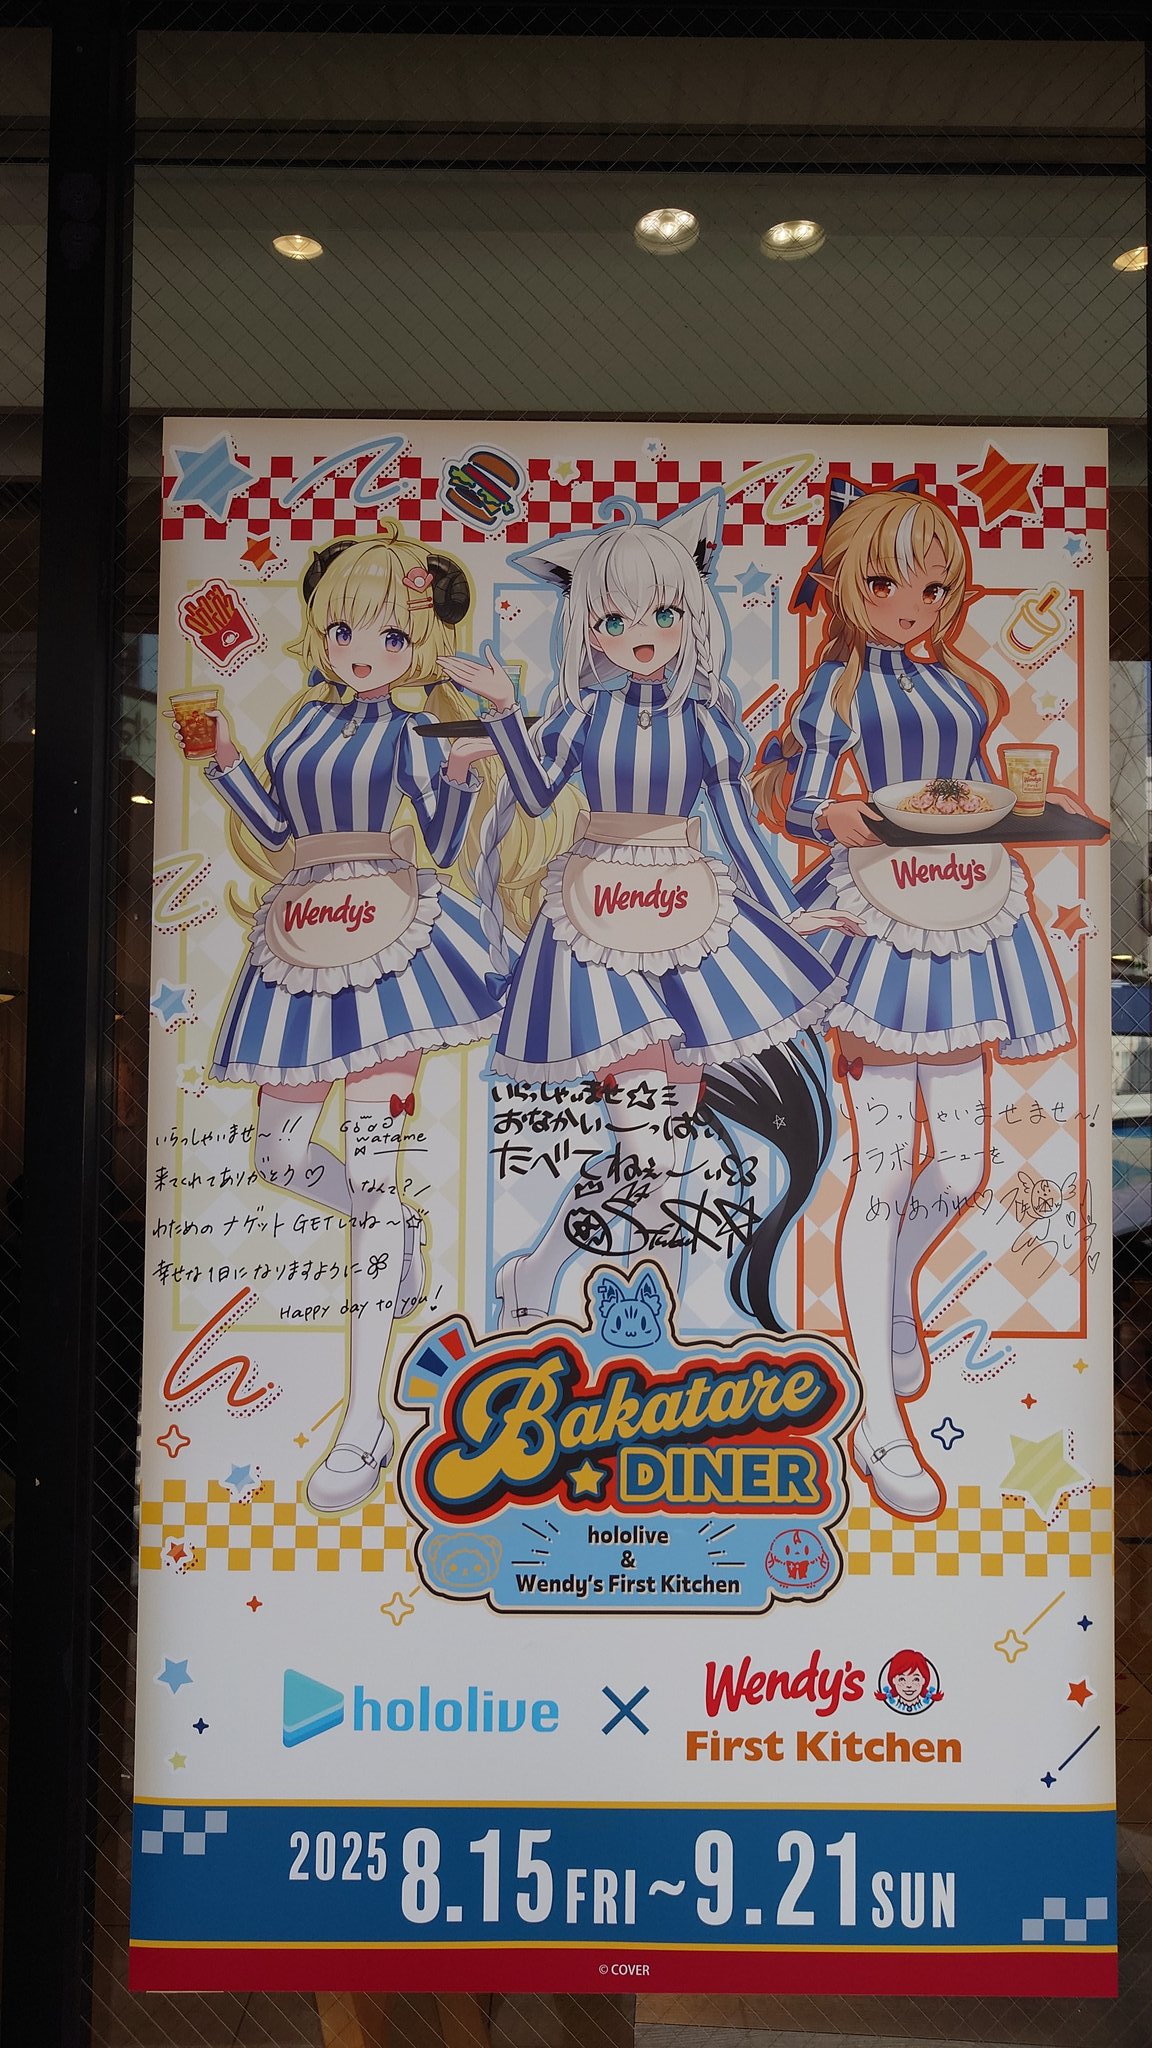 Wendy's
Wendy's
Wendy's
いらっしゃいませ~!!
watame
来てくれてありがとう♡
\なんて?/
わためのナゲットGETしてね~☆
幸せな1日になりますように
Happy day to you!
いらっしゃいませ☆ミ
おなかい〜っぱい
たべてねぇ〜い
いらっしゃいませませ〜!
コラボメニューを
めしあがれ♡
Bakatare
DINER
hololive
&
Wendy's First Kitchen
hololive × Wendy's
First Kitchen
2025 8.15 FRI ~ 9.21 SUN
© COVER